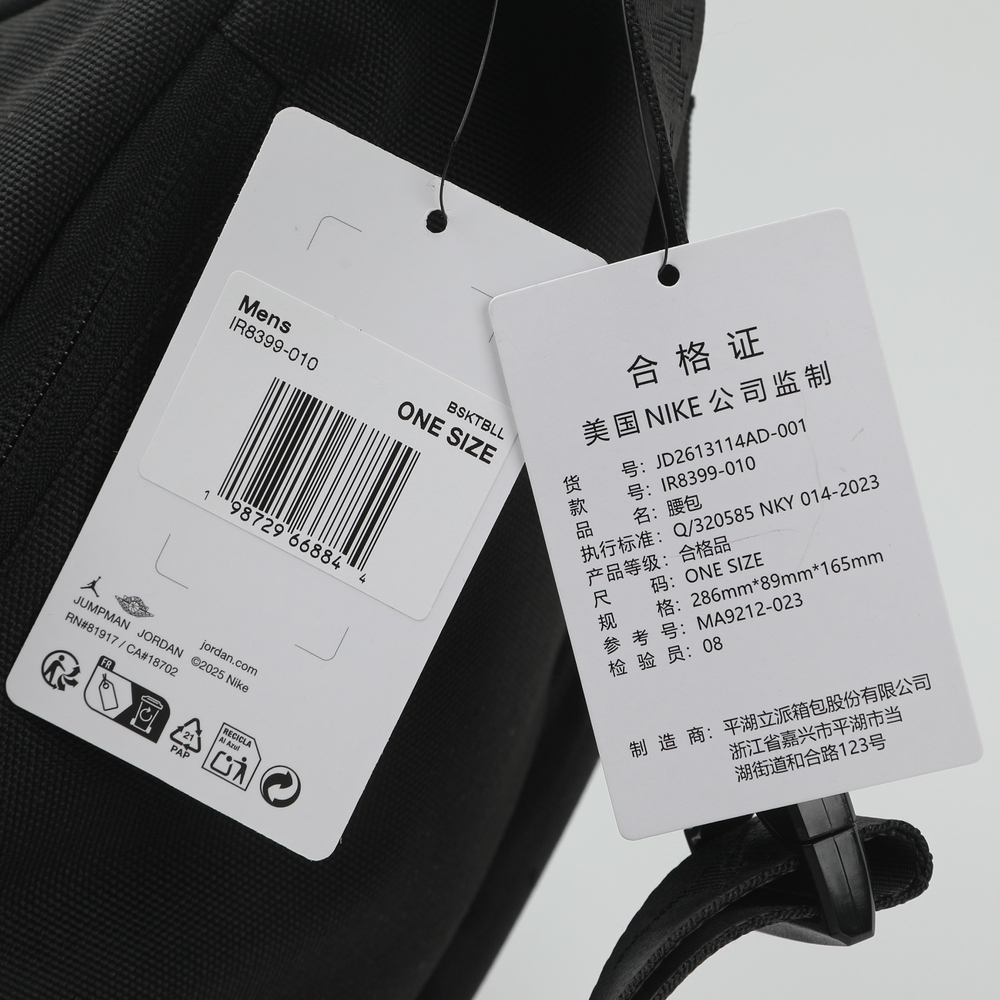 Mens
IR8399-010
BSKTBLL
ONE SIZE
1 98729 66884 4
JUMPMAN JORDAN jordan.com
RN#81917 / CA#18702 ©2025 Nike
FR
21
PAP
RECICLA
Al Azul
合格证
美国NIKE公司监制
货号：JD2613114AD-001
款号：IR8399-010
品名：腰包
执行标准：Q/320585 NKY 014-2023
产品等级：合格品
尺码：ONE SIZE
规格：286mm*89mm*165mm
参考号：MA9212-023
检验员：08
制造商：平湖立派箱包股份有限公司
浙江省嘉兴市平湖市当
湖街道和合路123号